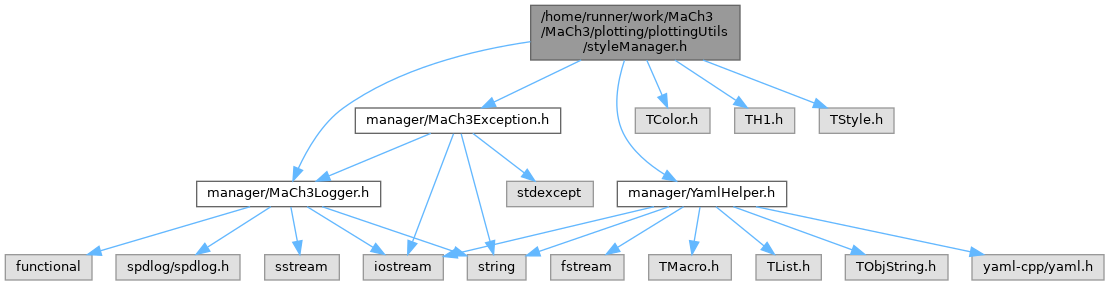 /home/runner/work/MaCh3
/MaCh3/plotting/plottingUtils
/styleManager.h
manager/MaCh3Exception.h
TColor.h
TH1.h
TStyle.h
manager/MaCh3Logger.h
stdexcept
manager/YamlHelper.h
functional
spdlog/spdlog.h
sstream
iostream
string
fstream
TMacro.h
TList.h
TObjString.h
yaml-cpp/yaml.h